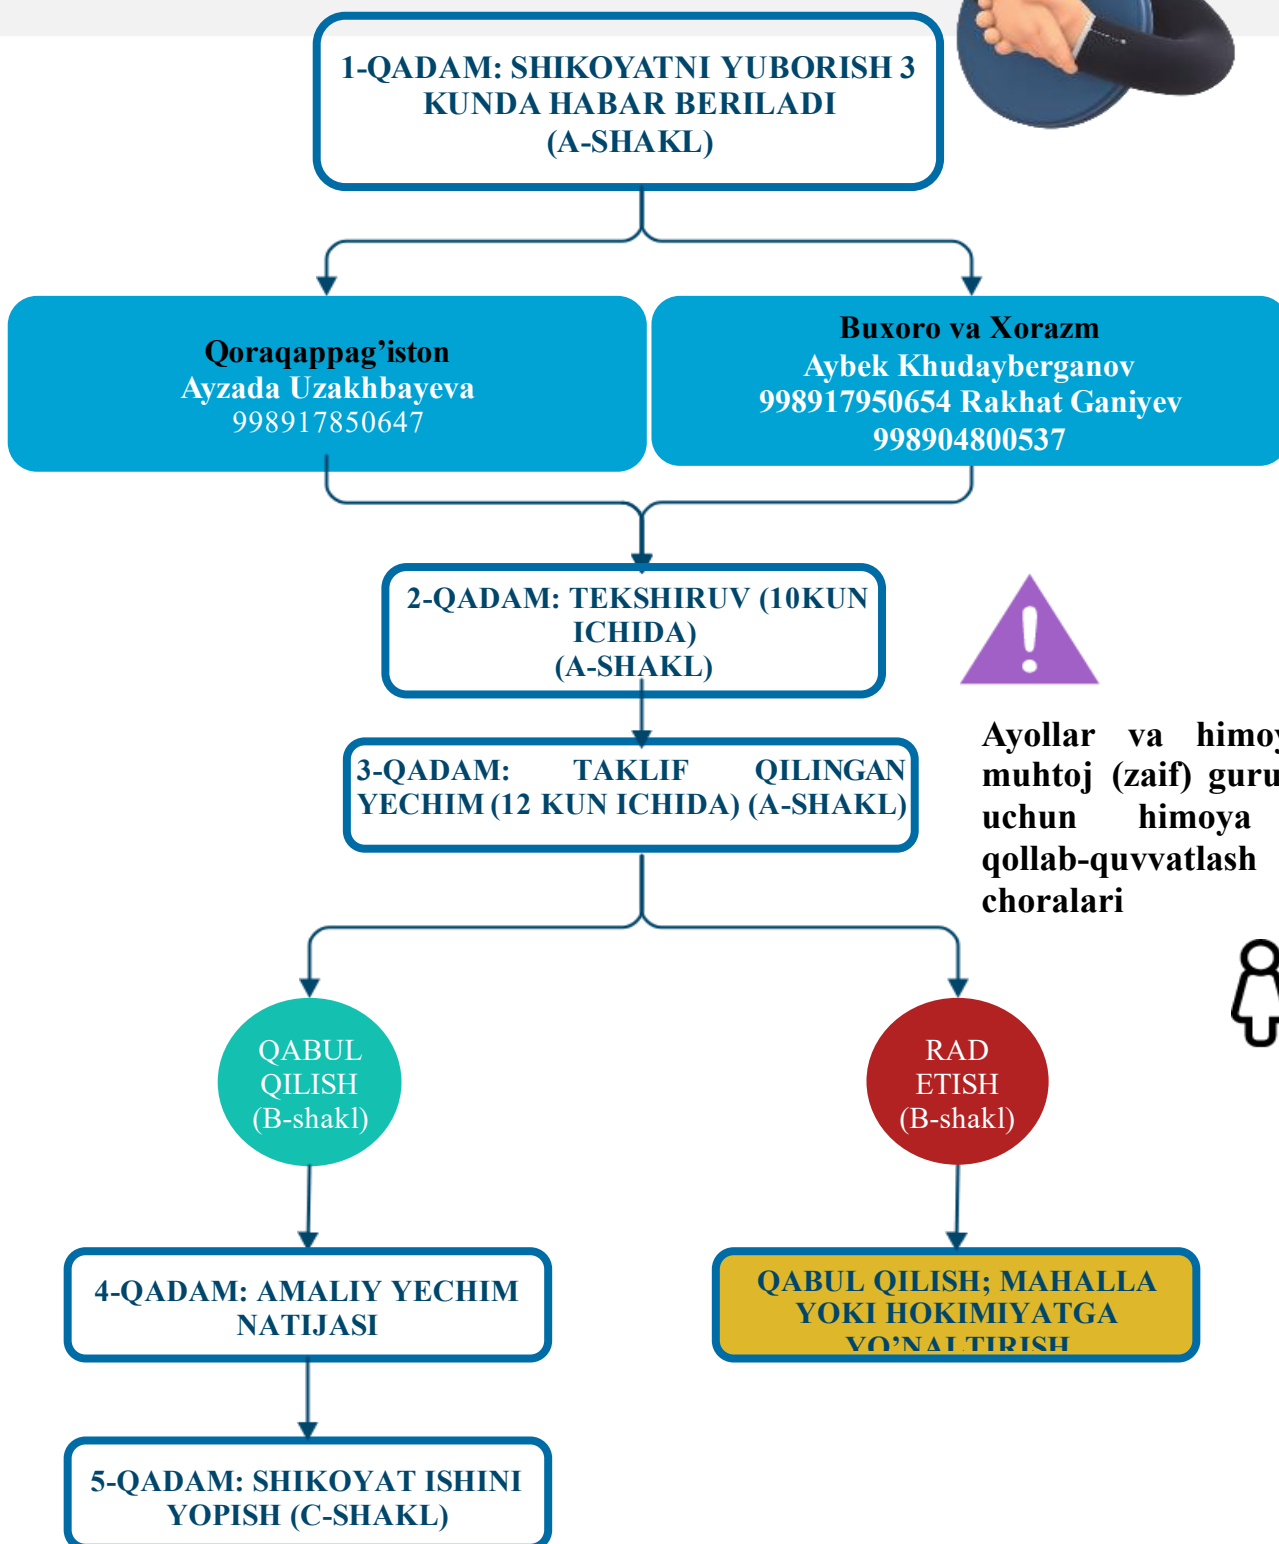 1-QADAM: SHIKOYATNI YUBORISH 3
KUNDA HABAR BERILADI
(A-SHAKL)
Qoraqappag’iston
Ayzada Uzakhbayeva
998917850647
Buxoro va Xorazm
Aybek Khudayberganov
998917950654 Rakhat Ganiyev
998904800537
2-QADAM: TEKSHIRUV (10KUN
ICHIDA)
(A-SHAKL)
3-QADAM: TAKLIF QILINGAN
YECHIM (12 KUN ICHIDA) (A-SHAKL)
Ayollar va
muhtoj (zaif)
uchun himoya
qollab-quvvatlash
choralari
QABUL
QILISH
(B-shakl)
RAD
ETISH
(B-shakl)
4-QADAM: AMALIY YECHIM
NATIJASI
QABUL QILISH; MAHALLA
YOKI HOKIMIYATGA
YO’NALTIRISH
5-QADAM: SHIKOYAT ISHINI
YOPISH (C-SHAKL)